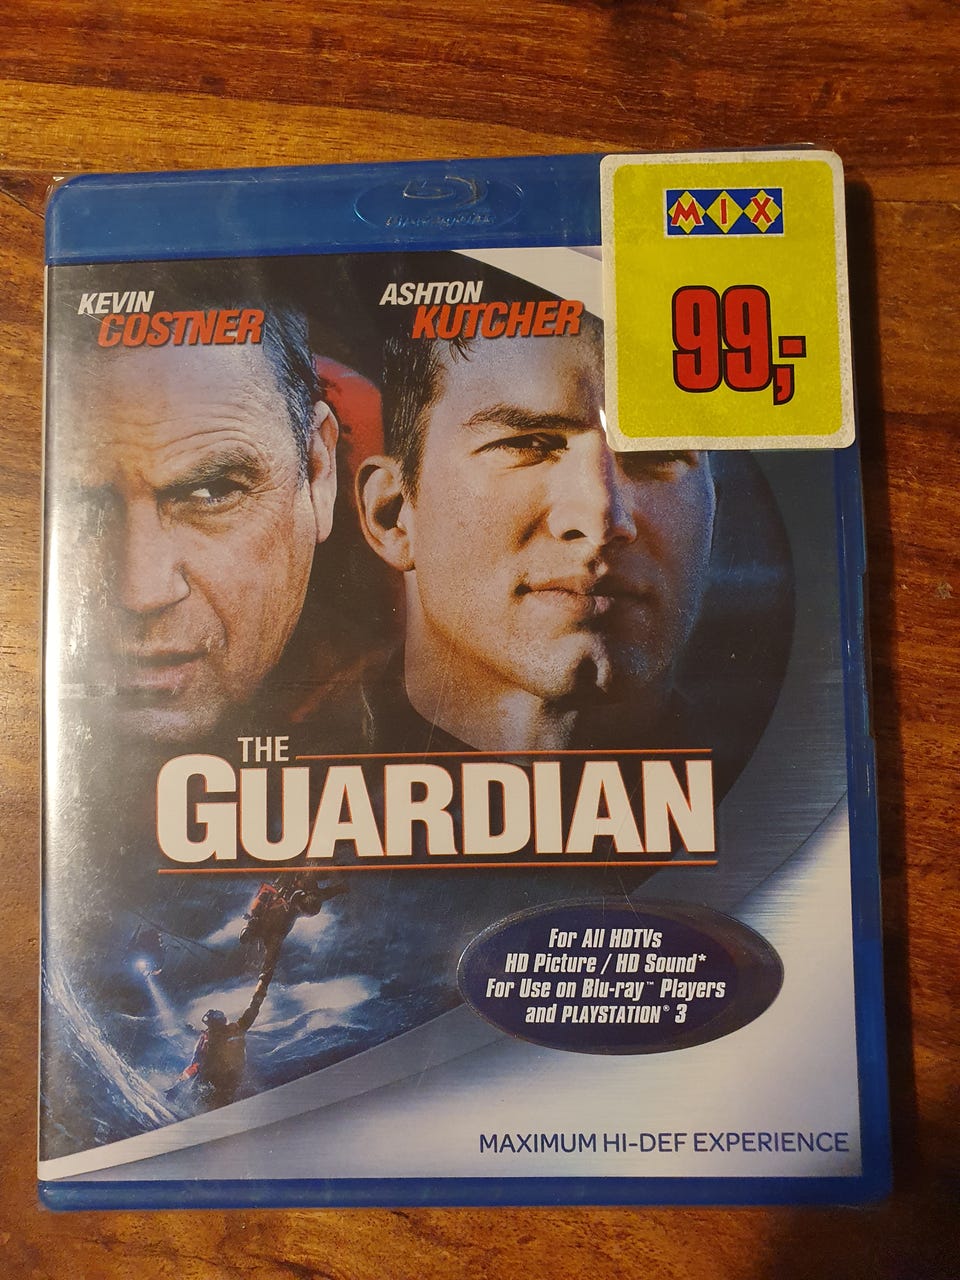 MIX
99,-
KEVIN
COSTNER
ASHTON
KUTCHER
THE
GUARDIAN
For All HDTVs
HD Picture / HD Sound*
For Use on Blu-ray™ Players
and PLAYSTATION® 3
MAXIMUM HI-DEF EXPERIENCE